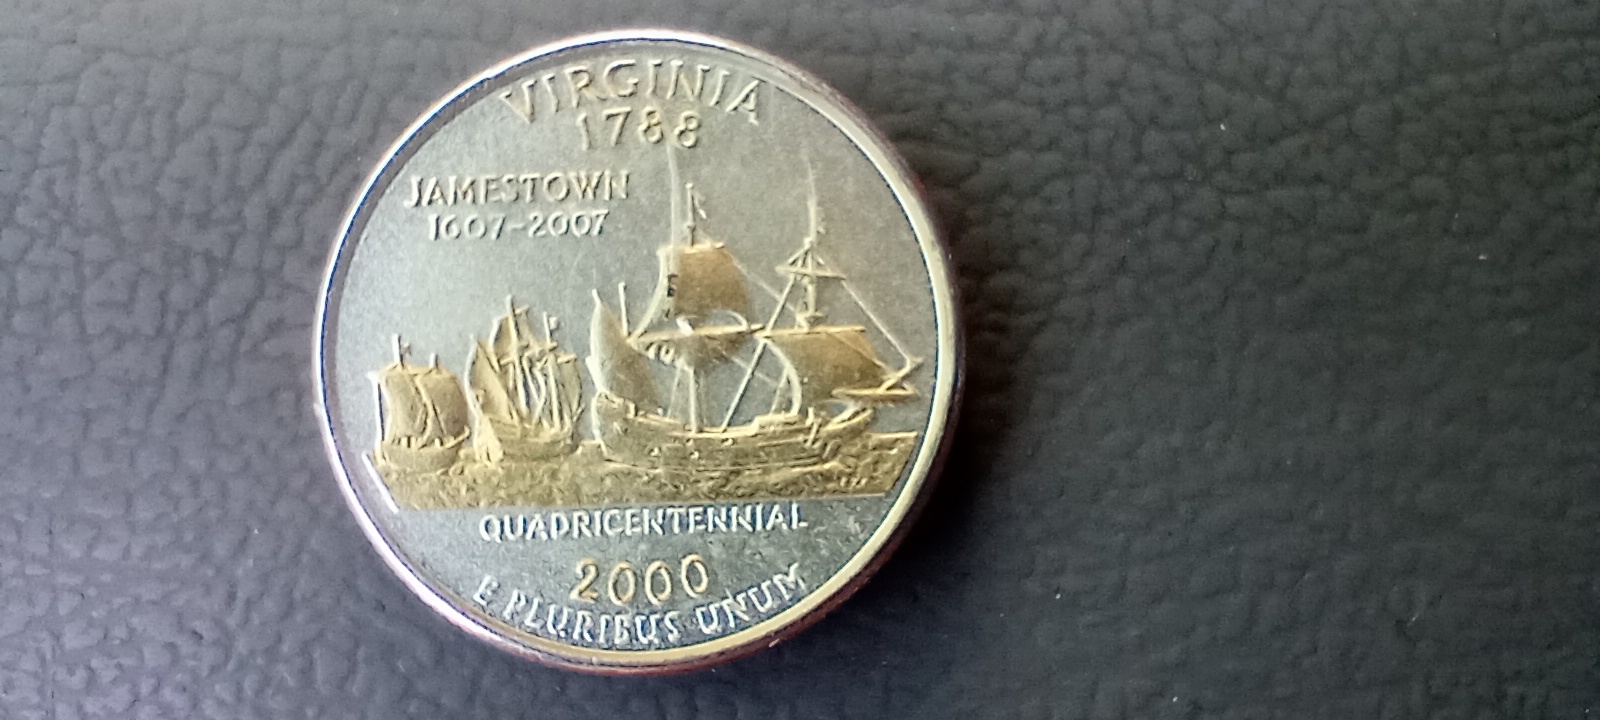 VIRGINIA
1788
JAMESTOWN
1607-2007
QUADRICENTENNIAL
2000
E PLURIBUS UNUM